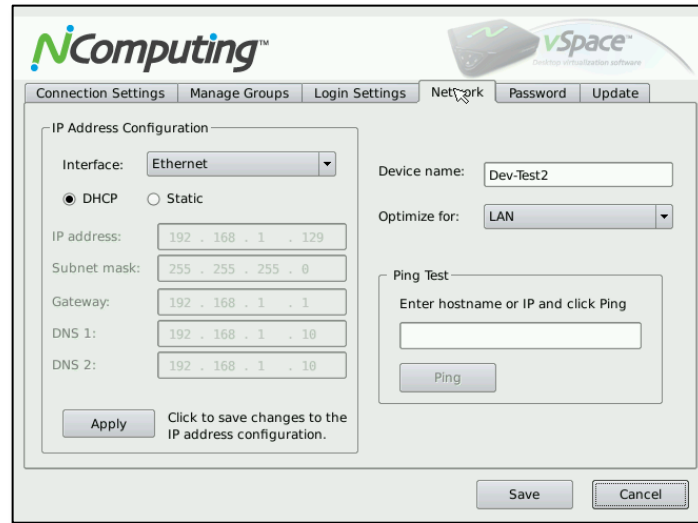 NComputing™
vSpace™
Desktop virtualization software
Connection Settings Manage Groups Login Settings Network Password Update
IP Address Configuration
Interface: Ethernet
DHCP Static
IP address: 192 . 168 . 1 . 129
Subnet mask: 255 . 255 . 255 . 0
Gateway: 192 . 168 . 1 . 1
DNS 1: 192 . 168 . 1 . 10
DNS 2: 192 . 168 . 1 . 10
Apply
Click to save changes to the
IP address configuration.
Device name: Dev-Test2
Optimize for: LAN
Ping Test
Enter hostname or IP and click Ping
Ping
Save Cancel